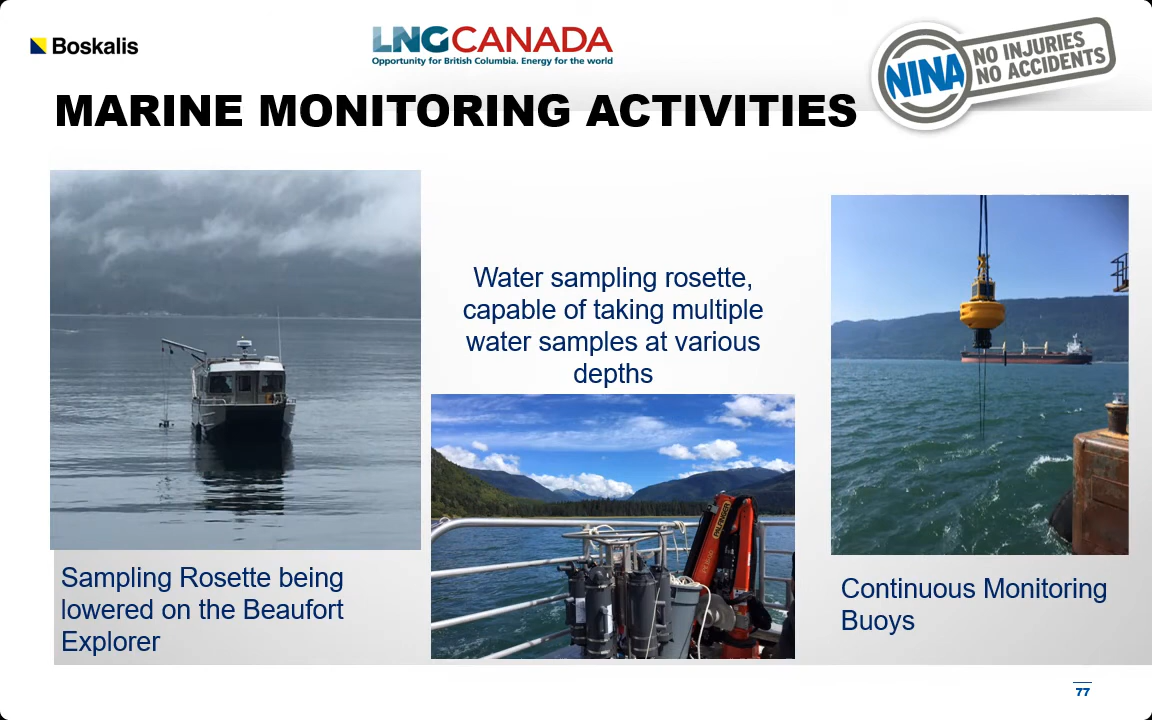 Boskalis
LNGCANADA
Opportunity for British Columbia. Energy for the world
NINA
NO INJURIES
NO ACCIDENTS
MARINE MONITORING ACTIVITIES
Water sampling rosette,
capable of taking multiple
water samples at various
depths
PALFINGER
Sampling Rosette being
lowered on the Beaufort
Explorer
Continuous Monitoring
Buoys
77